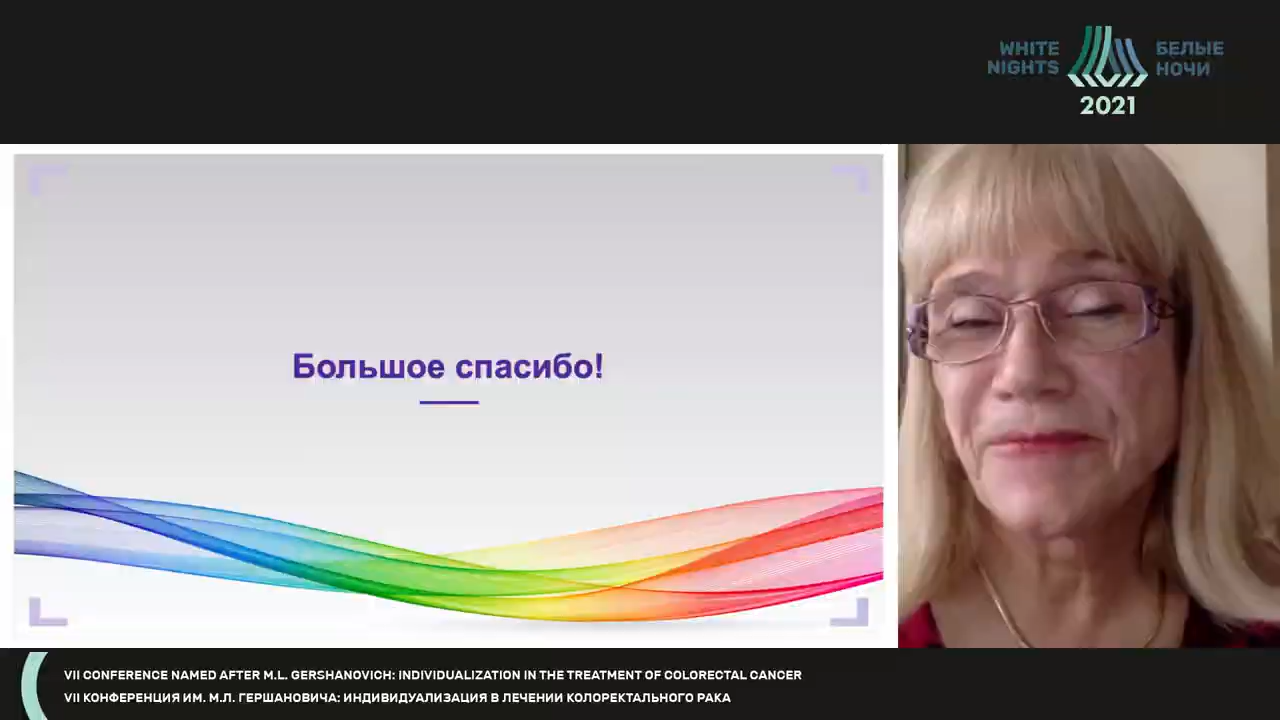 WHITE
NIGHTS
БЕЛЫЕ
НОЧИ
2021
Большое спасибо!
VII CONFERENCE NAMED AFTER M.L. GERSHANOVICH: INDIVIDUALIZATION IN THE TREATMENT OF COLORECTAL CANCER
VII КОНФЕРЕНЦИЯ ИМ. М.Л. ГЕРШАНОВИЧА: ИНДИВИДУАЛИЗАЦИЯ В ЛЕЧЕНИИ КОЛОРЕКТАЛЬНОГО РАКА